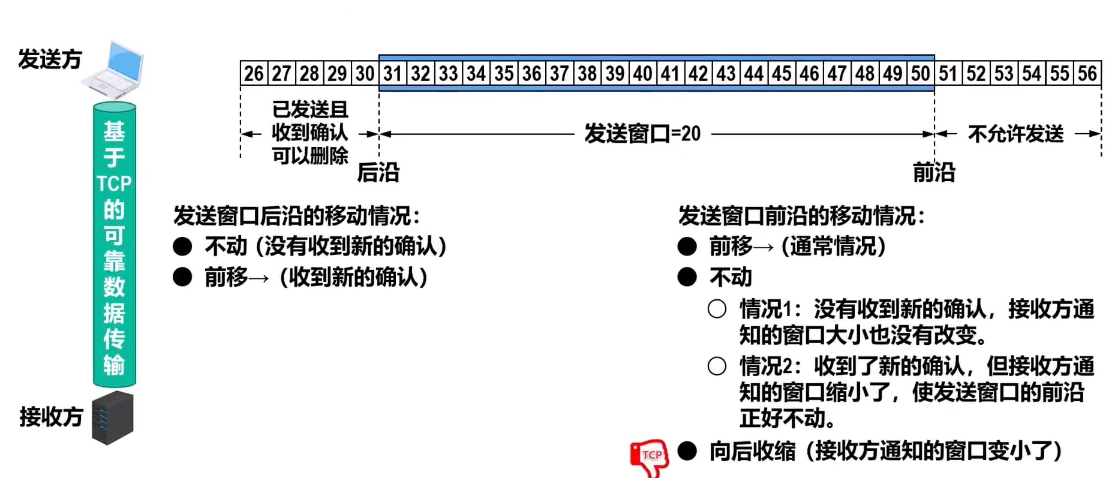 发送方
26 27 28 29 30 31 32 33 34 35 36 37 38 39 40 41 42 43 44 45 46 47 48 49 50 51 52 53 54 55 56
已发送且
收到确认
可以删除
发送窗口=20
不允许发送
后沿
前沿
基于TCP的可靠数据传输
接收方
发送窗口后沿的移动情况：
● 不动（没有收到新的确认）
● 前移→（收到新的确认）
发送窗口前沿的移动情况：
● 前移→（通常情况）
● 不动
○ 情况1：没有收到新的确认，接收方通
知的窗口大小也没有改变。
○ 情况2：收到了新的确认，但接收方通
知的窗口缩小了，使发送窗口的前沿
正好不动。
TCP
● 向后收缩（接收方通知的窗口变小了）